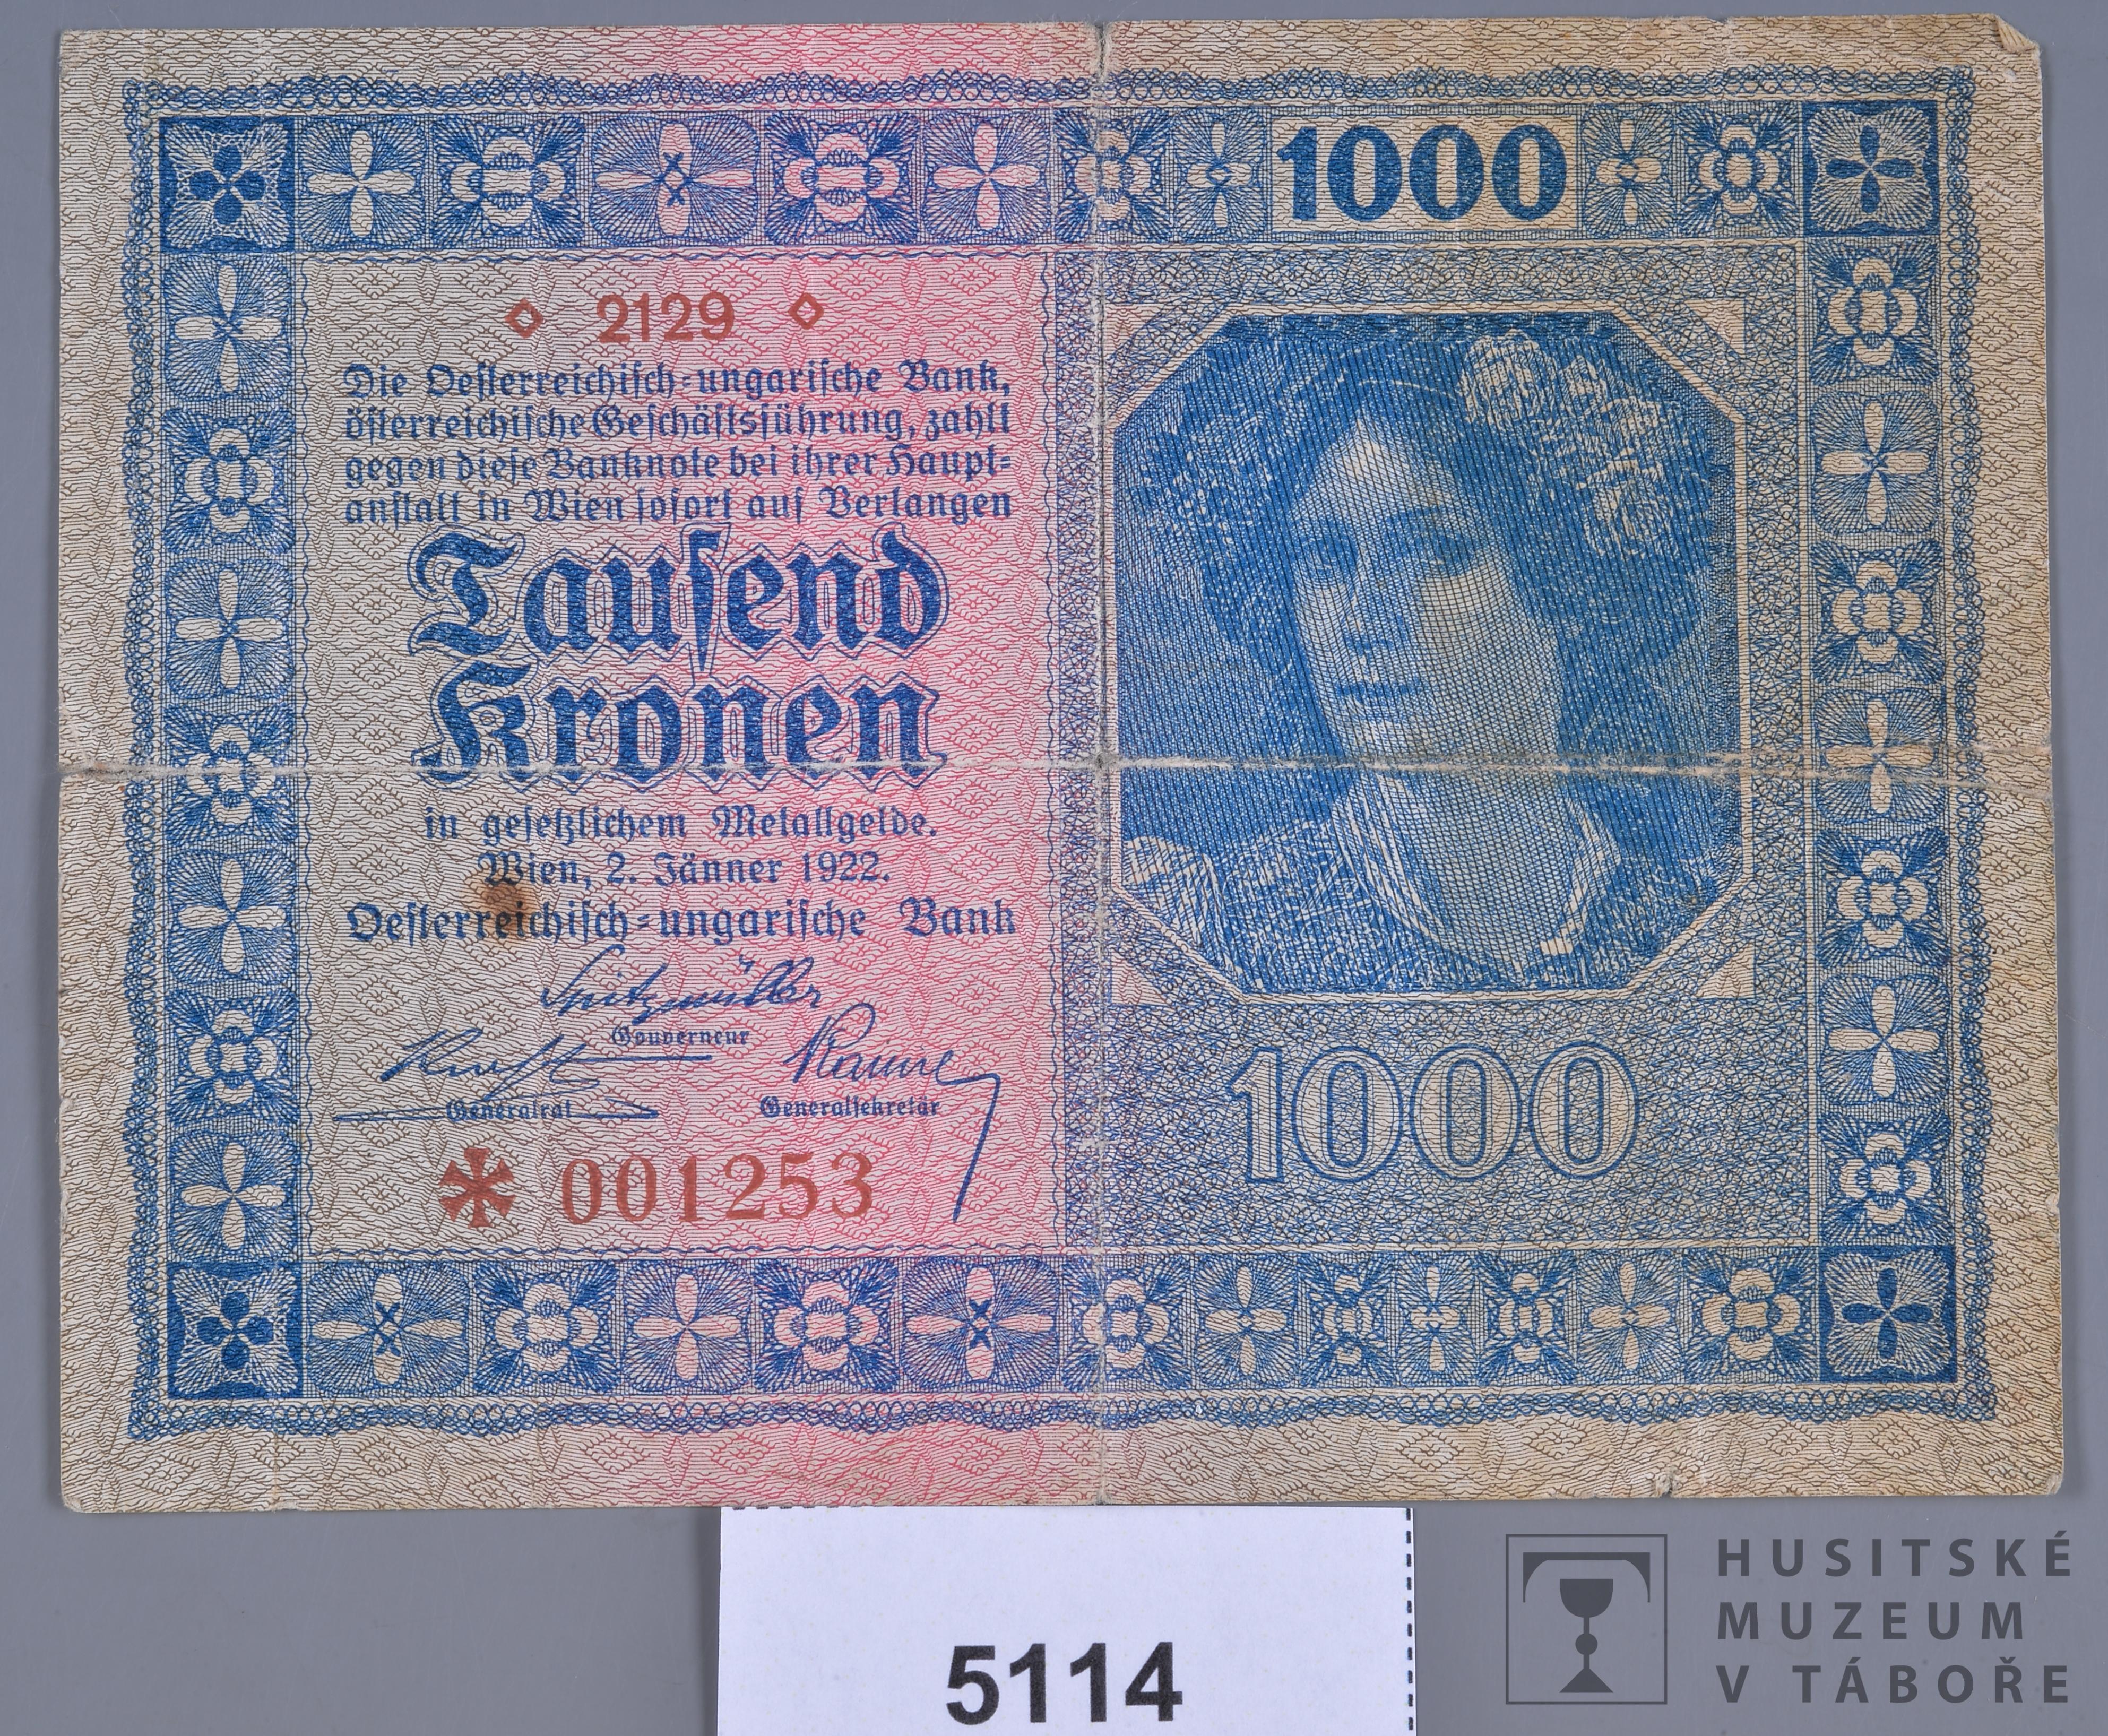 1000
◇ 2129 ◇
Die Oesterreichisch-ungarische Bank,
österreichische Geschäftsführung, zahlt
gegen diese Banknote bei ihrer Haupt-
anstalt in Wien sofort auf Verlangen
Tausend
Kronen
in gesetzlichem Metallgelde.
Wien, 2. Jänner 1922.
Oesterreichisch-ungarische Bank
Spitzmüller
Gouverneur
Generalrat
Generalsekretär
* 001253
1000
5114
HUSITSKÉ
MUZEUM
V TÁBOŘE